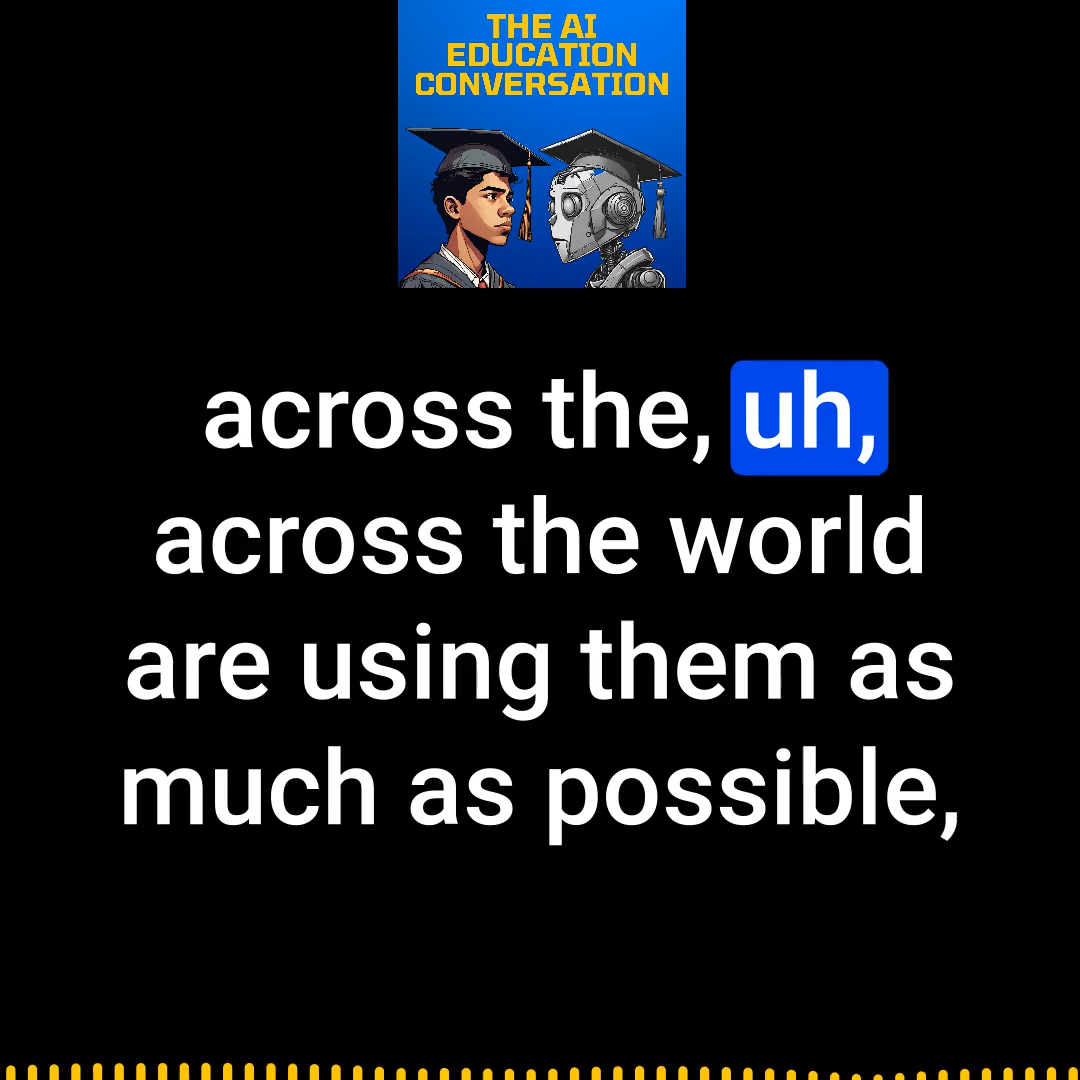 THE AI
EDUCATION
CONVERSATION
across the, uh,
across the world
are using them as
much as possible,